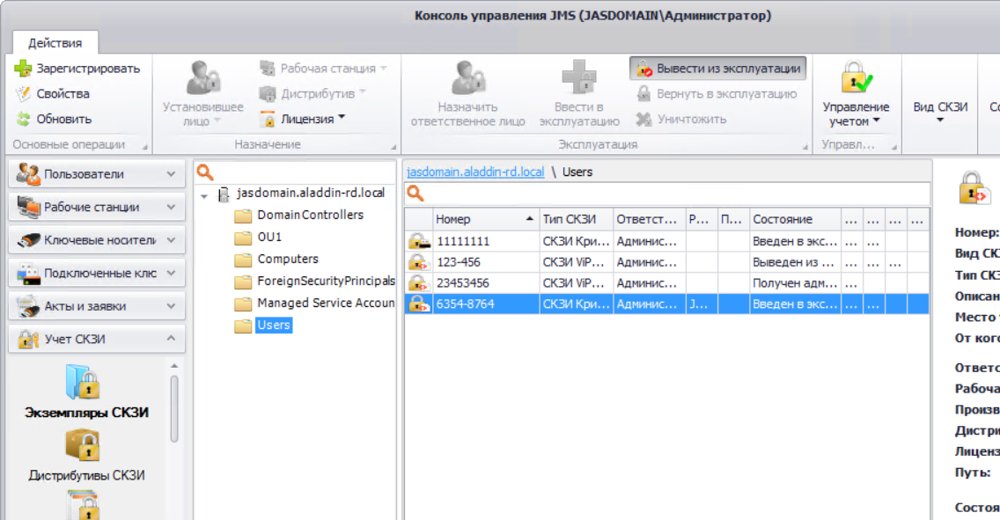 Консоль управления JMS (JASDOMAIN\Администратор)
Действия
Зарегистрировать
Свойства
Обновить
Основные операции
Установившее лицо
Рабочая станция
Дистрибутив
Лицензия
Назначение
Назначить ответственное лицо
Ввести в эксплуатацию
Вывести из эксплуатации
Вернуть в эксплуатацию
Уничтожить
Эксплуатация
Управление учетом
Управл...
Вид СКЗИ
Пользователи
Рабочие станции
Ключевые носители
Подключенные клю
Акты и заявки
Учет СКЗИ
Экземпляры СКЗИ
Дистрибутивы СКЗИ
jasdomain.aladdin-rd.local
Domain Controllers
OU1
Computers
ForeignSecurityPrincipals
Managed Service Accoun
Users
jasdomain.aladdin-rd.local \ Users
Номер Тип СКЗИ Ответст... Р... П... Состояние ... ... ... ...
11111111 СКЗИ Кри... Админис... Введен в экс... ... ...
123-456 СКЗИ ViP... Админис... Выведен из ... ... ... ...
23453456 СКЗИ ViP... Админис... Получен адм... ...
6354-8764 СКЗИ Кри... Админис... J... Введен в экс... ... ...
Номер:
Вид СК
Тип СКЗ
Описан
Место
От кого
Ответс
Рабоча
Произв
Дистри
Лиценз
Путь:
Состоя